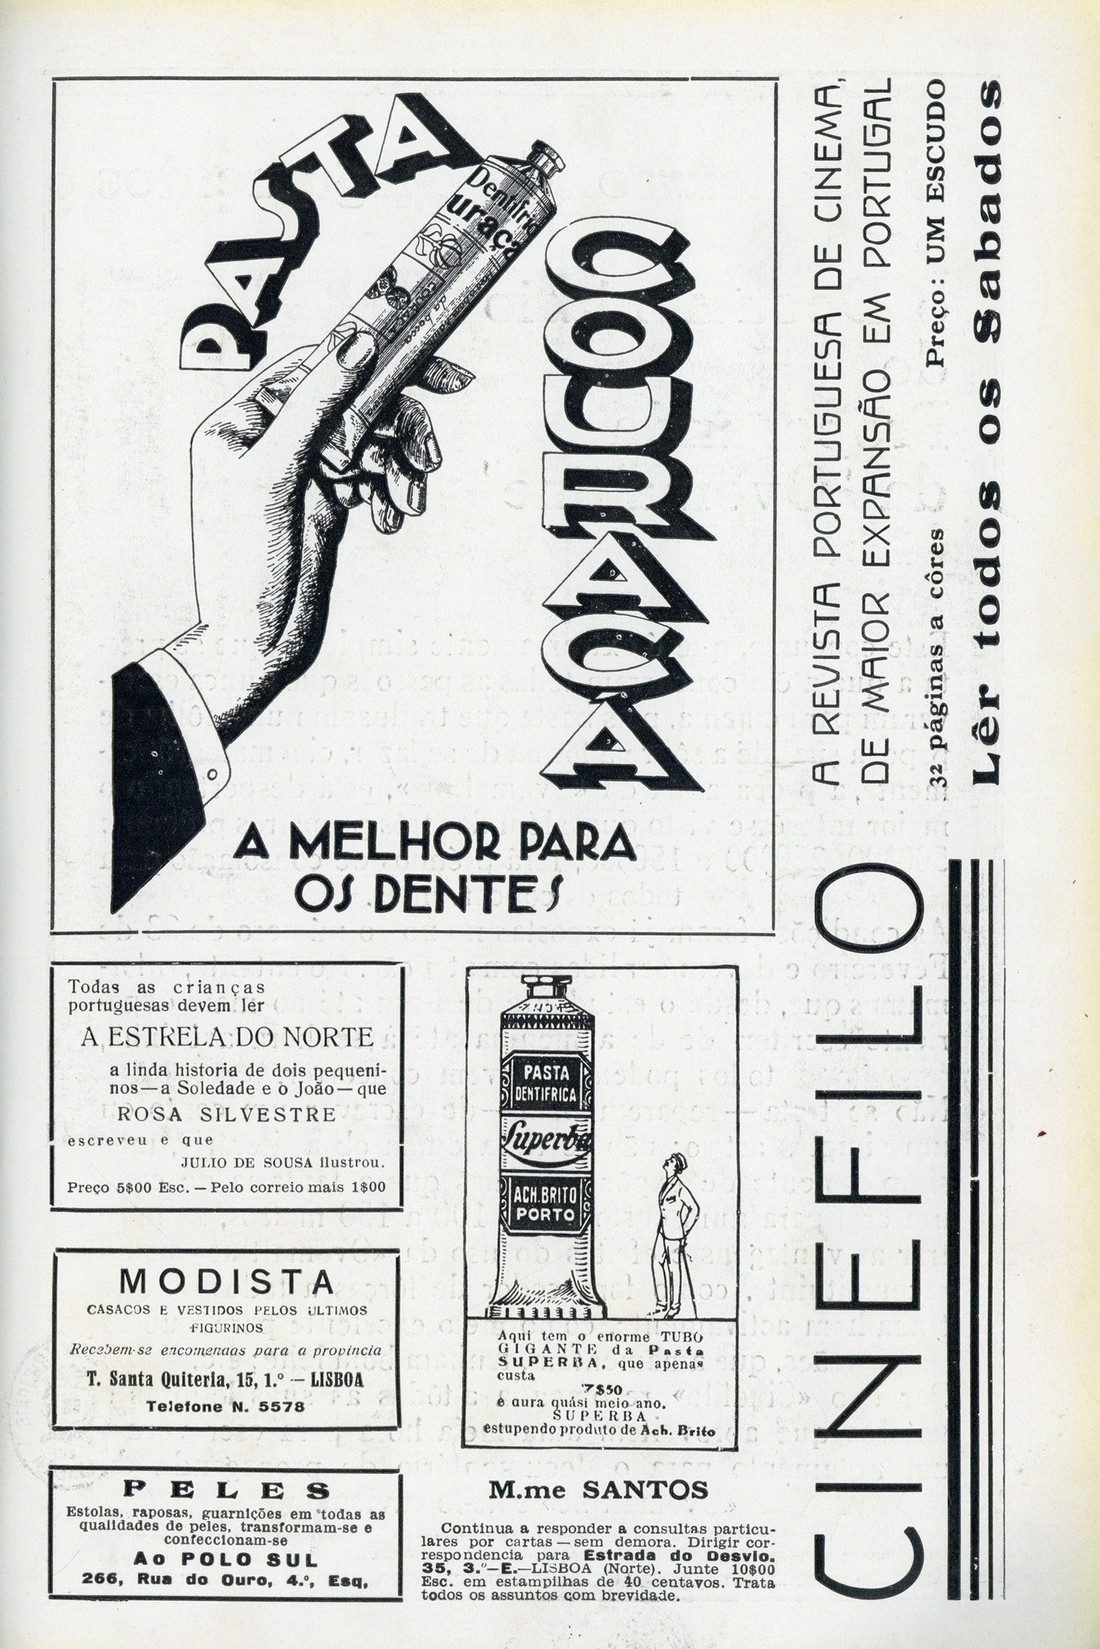 PASTA
Dentifric
uraça
COURAÇA
A MELHOR PARA
OS DENTES
Todas as crianças
portuguesas devem ler
A ESTRELA DO NORTE
a linda historia de dois pequeni-
nos—a Soledade e o João—que
ROSA SILVESTRE
escreveu e que
JULIO DE SOUSA ilustrou.
Preço 5$00 Esc. — Pelo correio mais 1$00
MODISTA
CASACOS E VESTIDOS PELOS ULTIMOS
FIGURINOS
Recebem-se encomendas para a província
T. Santa Quiteria, 15, 1.º — LISBOA
Telefone N. 5578
PELES
Estolas, raposas, guarnições em todas as
qualidades de peles, transformam-se e
confeccionam-se
Ao POLO SUL
266, Rua do Ouro, 4.º, Esq,
PASTA
DENTIFRICA
Superba
ACH. BRITO
PORTO
Aqui tem o enorme TUBO
GIGANTE da Pasta
SUPERBA, que apenas
custa
7$50
e dura quási meio ano.
SUPERBA
estupendo produto de Ach. Brito
M.me SANTOS
Continua a responder a consultas particu-
lares por cartas—sem demora. Dirigir cor-
respondencia para Estrada do Desvio.
35, 3.º—E.—LISBOA (Norte). Junte 10$00
Esc. em estampilhas de 40 centavos. Trata
todos os assuntos com brevidade.
CINEFILO
A REVISTA PORTUGUESA DE CINEMA,
DE MAIOR EXPANSÃO EM PORTUGAL
32 páginas a côres Preço: UM ESCUDO
Lêr todos os Sabados